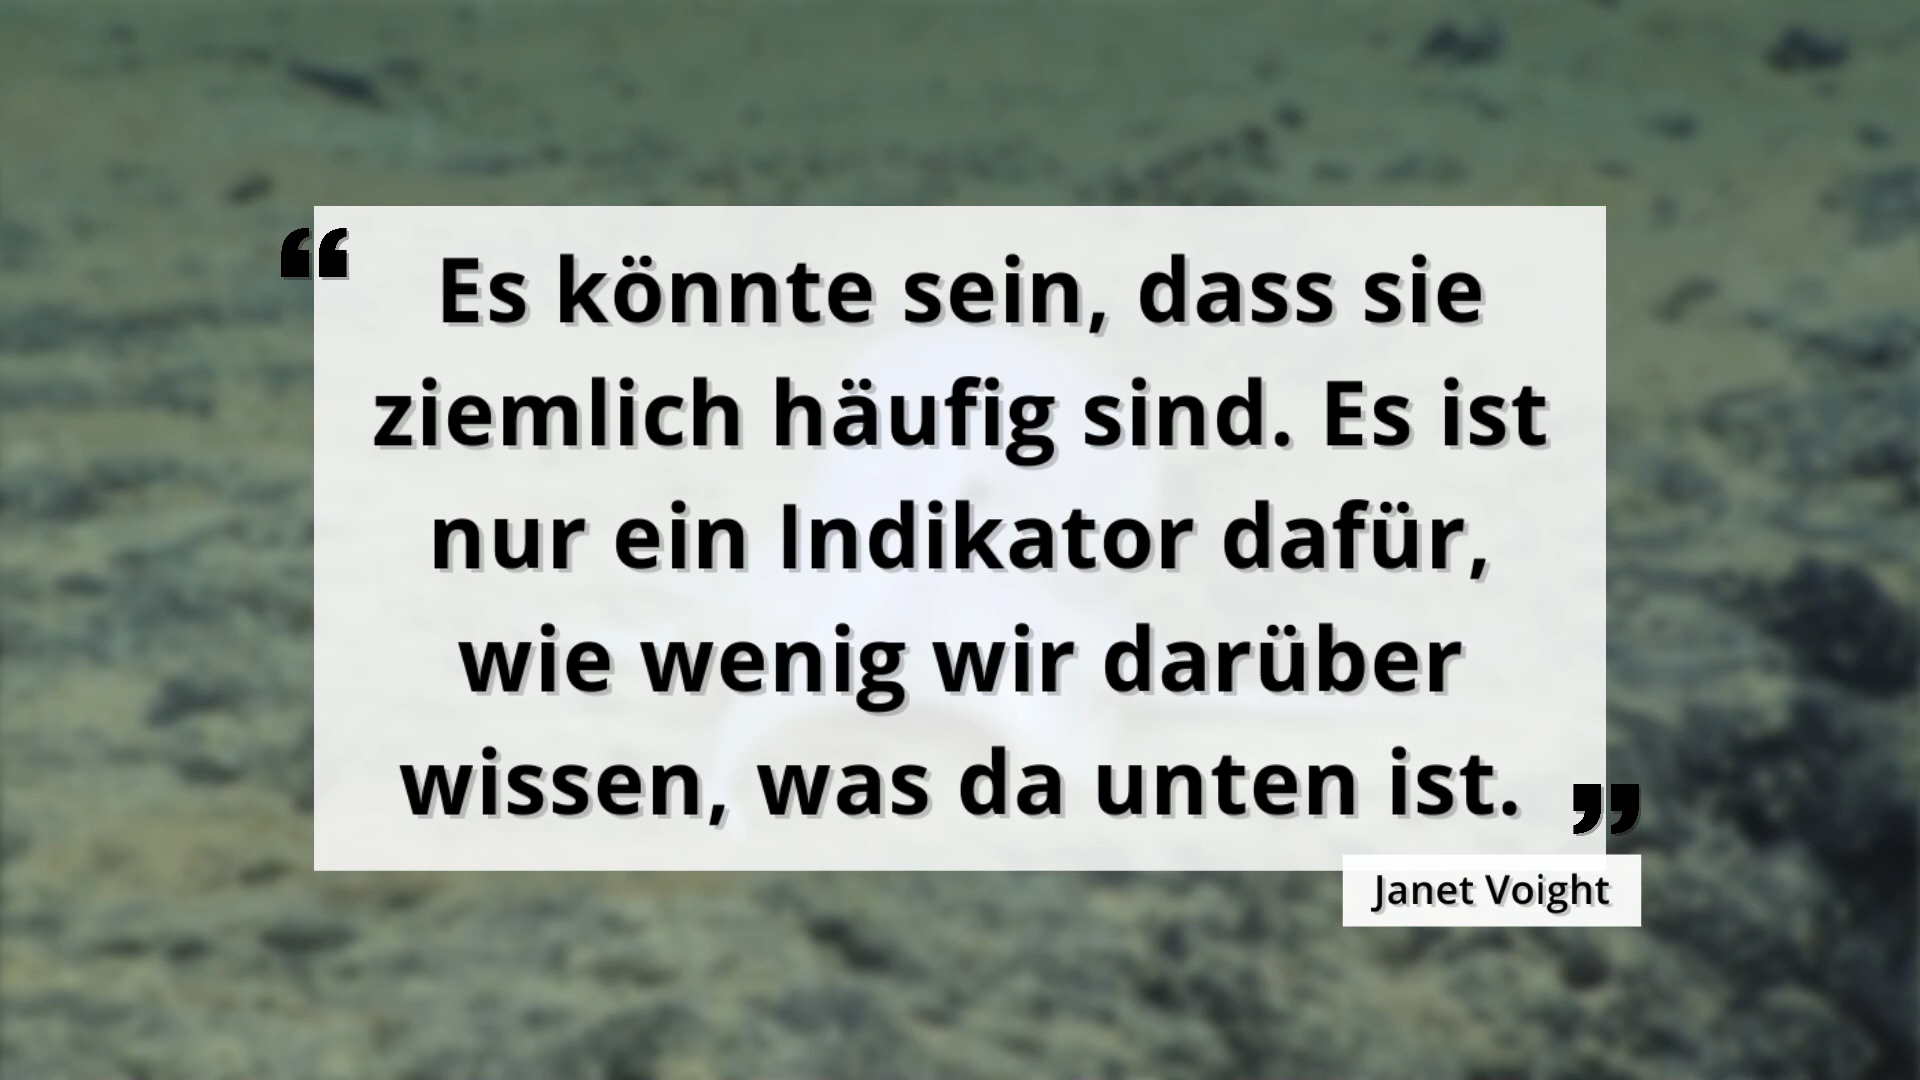 “ Es könnte sein, dass sie
ziemlich häufig sind. Es ist
nur ein Indikator dafür,
wie wenig wir darüber
wissen, was da unten ist. ”
Janet Voight